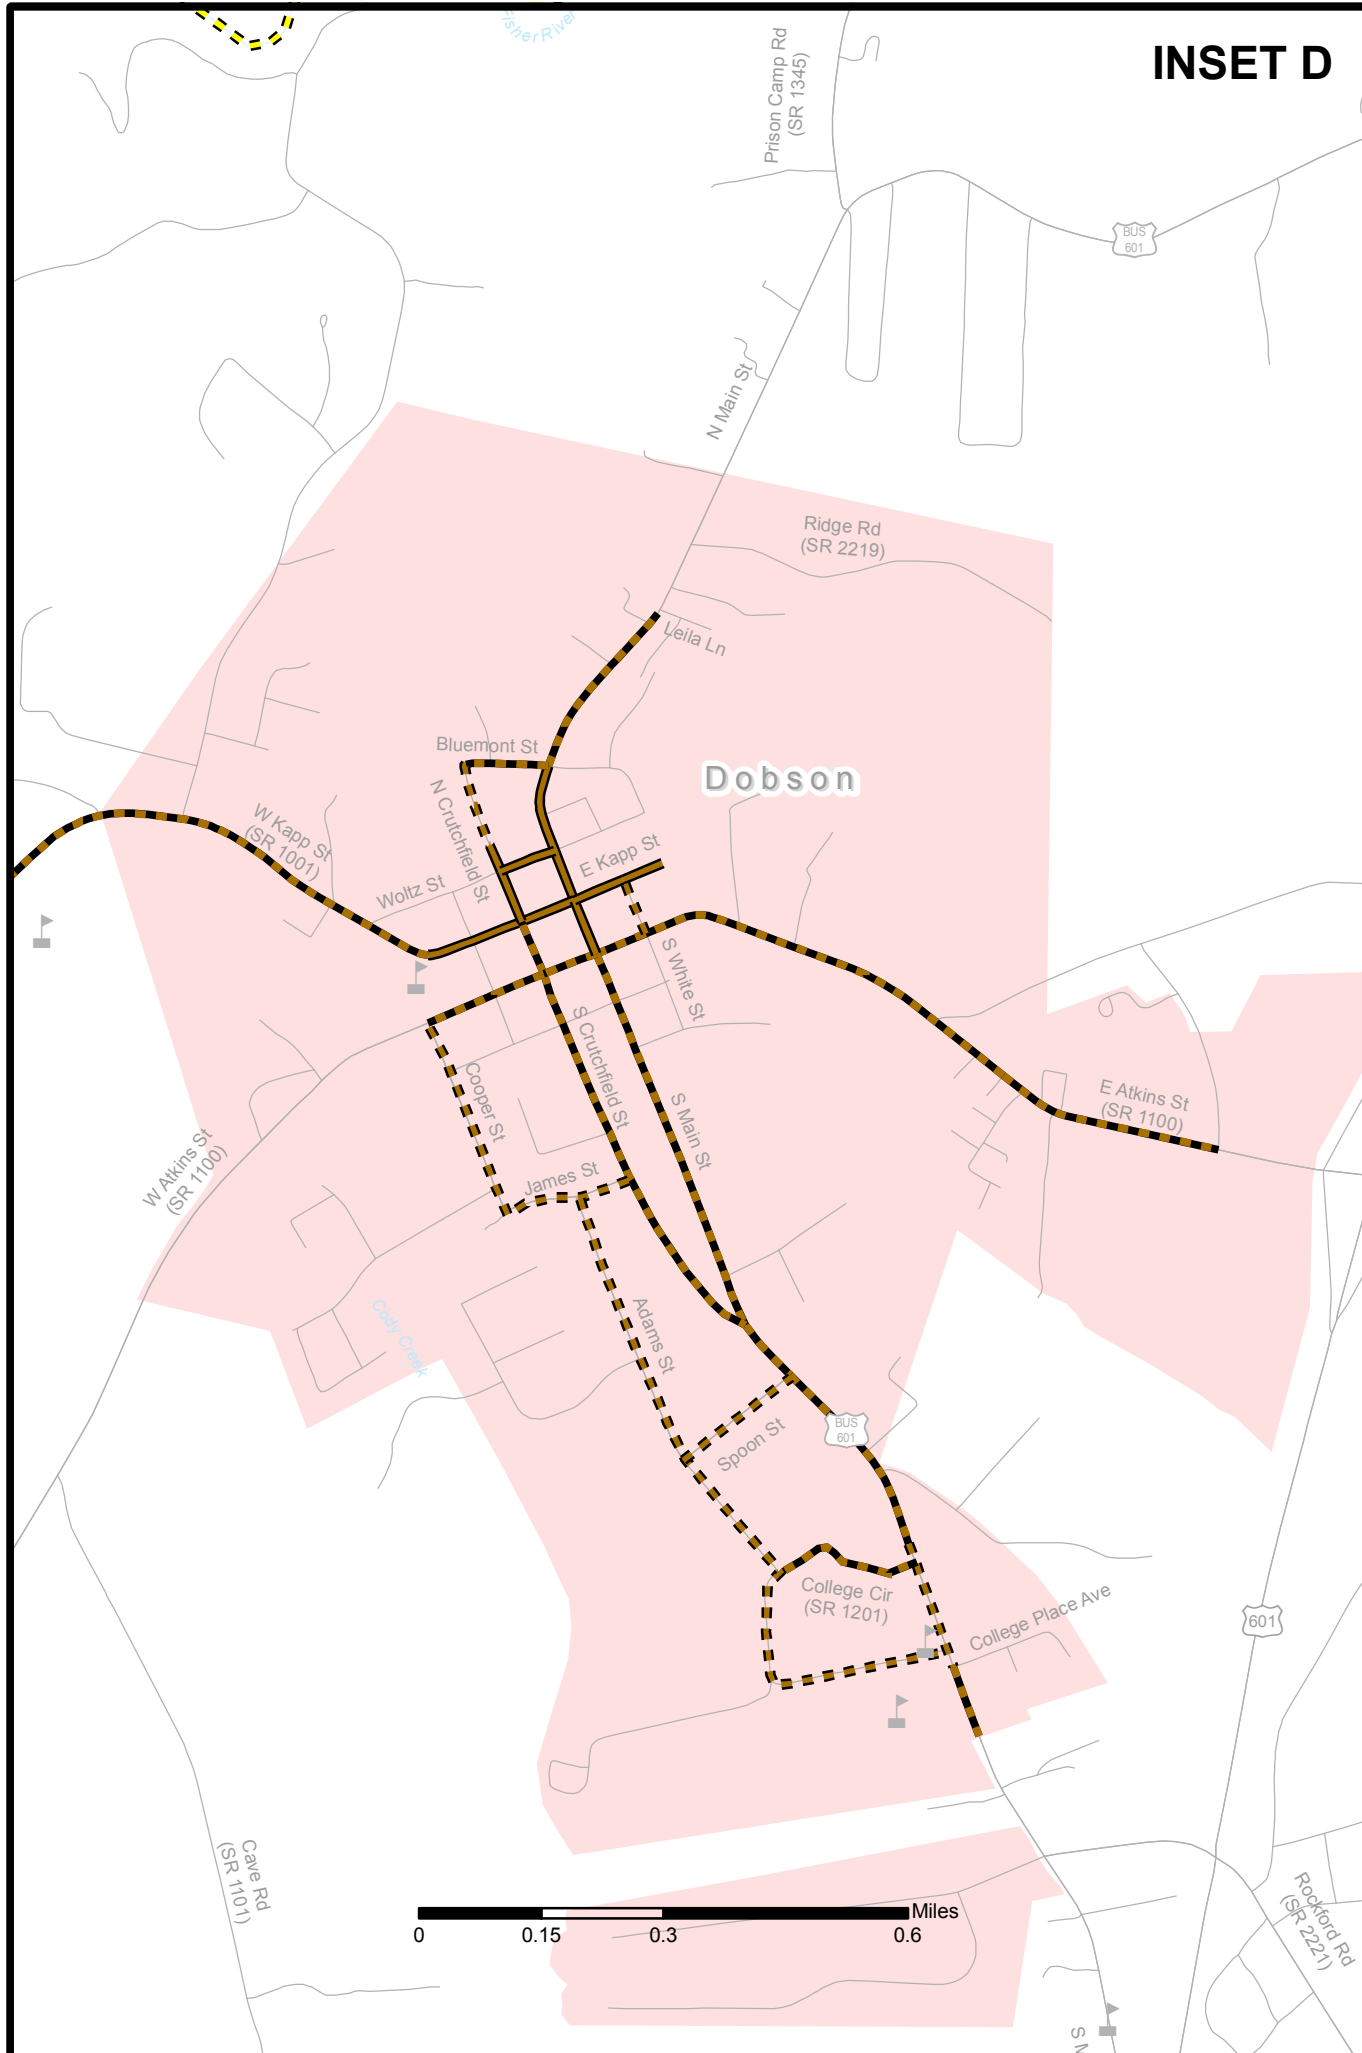 Fisher River
INSET D
Prison Camp Rd
(SR 1345)
BUS
601
N Main St
Ridge Rd
(SR 2219)
Leila Ln
Bluemont St
Dobson
N Crutchfield St
W Kapp St
(SR 1001)
E Kapp St
Woltz St
S White St
S Crutchfield St
Cooper St
E Atkins St
(SR 1100)
S Main St
W Atkins St
(SR 1100)
James St
Cody Creek
Adams St
Spoon St
BUS
601
College Cir
(SR 1201)
College Place Ave
601
Cave Rd
(SR 1101)
Rockford Rd
(SR 2221)
Miles
0
0.15
0.3
0.6
S M